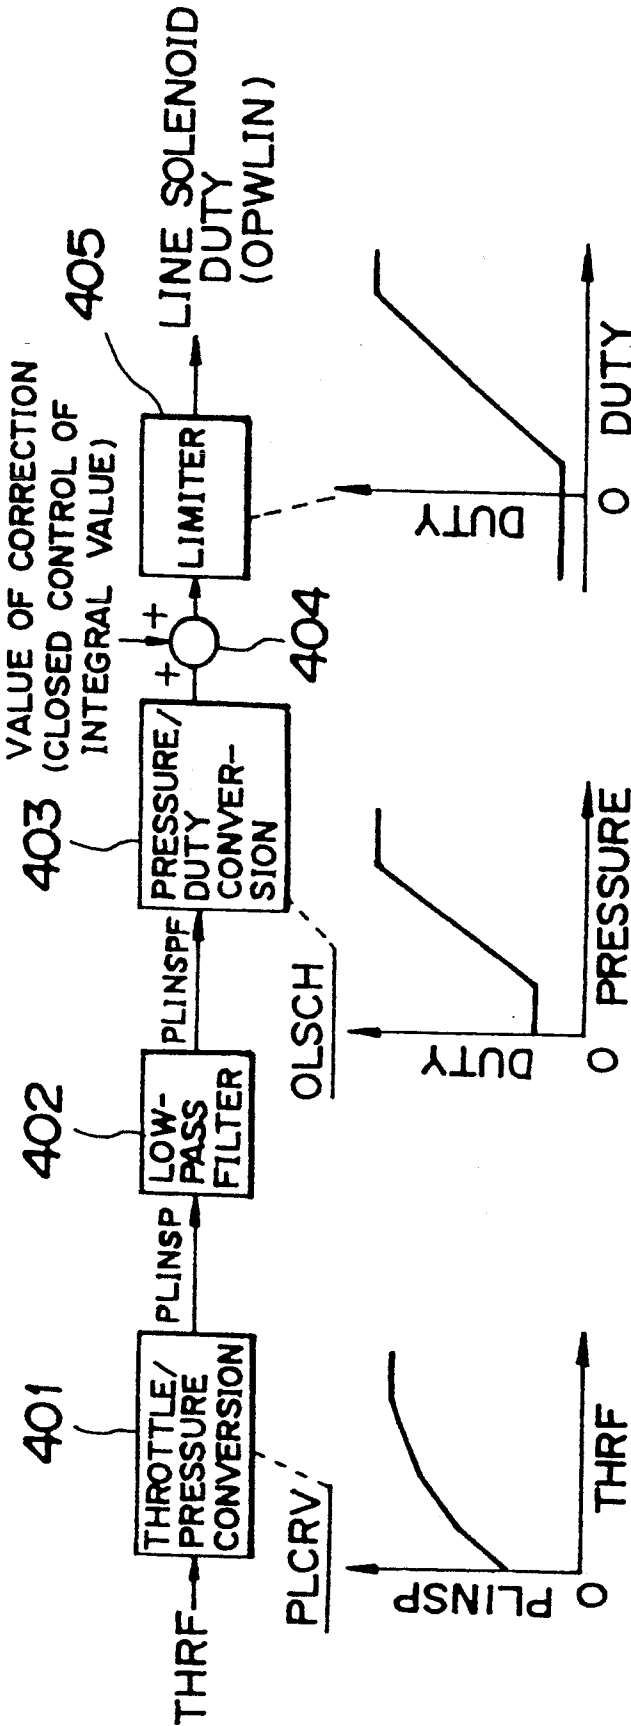 THRF
401
THROTTLE/
PRESSURE
CONVERSION
PLINSP
402
LOW-
PASS
FILTER
PLINSPF
403
PRESSURE/
DUTY
CONVER-
SION
VALUE OF CORRECTION
(CLOSED CONTROL OF
INTEGRAL VALUE)
+
+
404
LIMITER
405
LINE SOLENOID
DUTY
(OPWLIN)
PLCRV
PLINSP
0
THRF
OLSCH
DUTY
0
PRESSURE
DUTY
0
DUTY